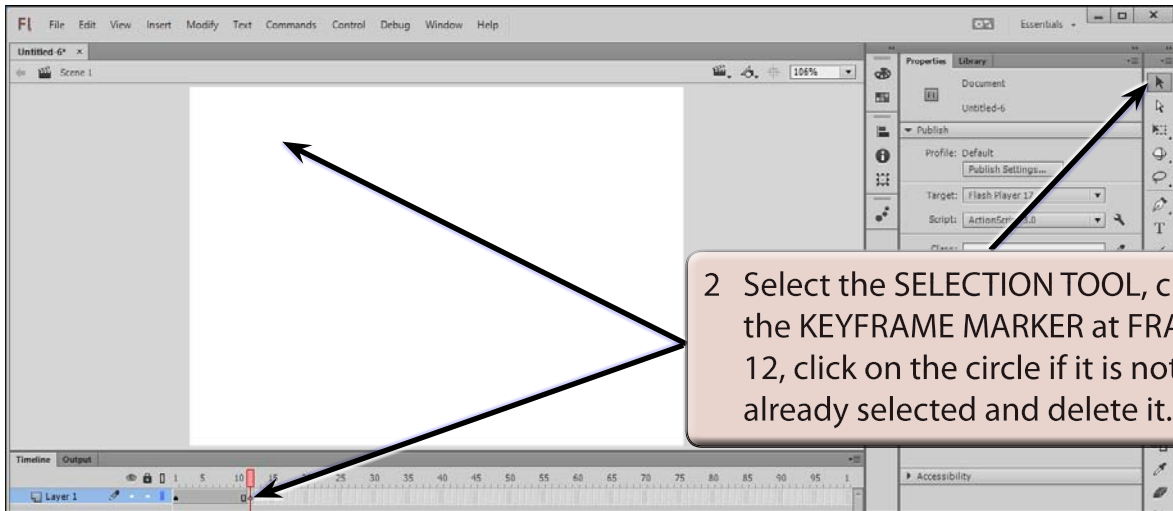 Fl File Edit View Insert Modify Text Commands Control Debug Window Help Essentials
Untitled-6* ×
Scene 1 106%
Properties Library
Document
Untitled-6
Publish
Profile: Default
Publish Settings...
Target: Flash Player 17
Script: 3.0
Class:
2 Select the SELECTION TOOL, c
the KEYFRAME MARKER at FRA
12, click on the circle if it is not
already selected and delete it.
Timeline Output
1 5 10 15 25 30 35 40 45 50 55 60 65 70 75 80 85 90 95 1
Layer 1
Accessibility